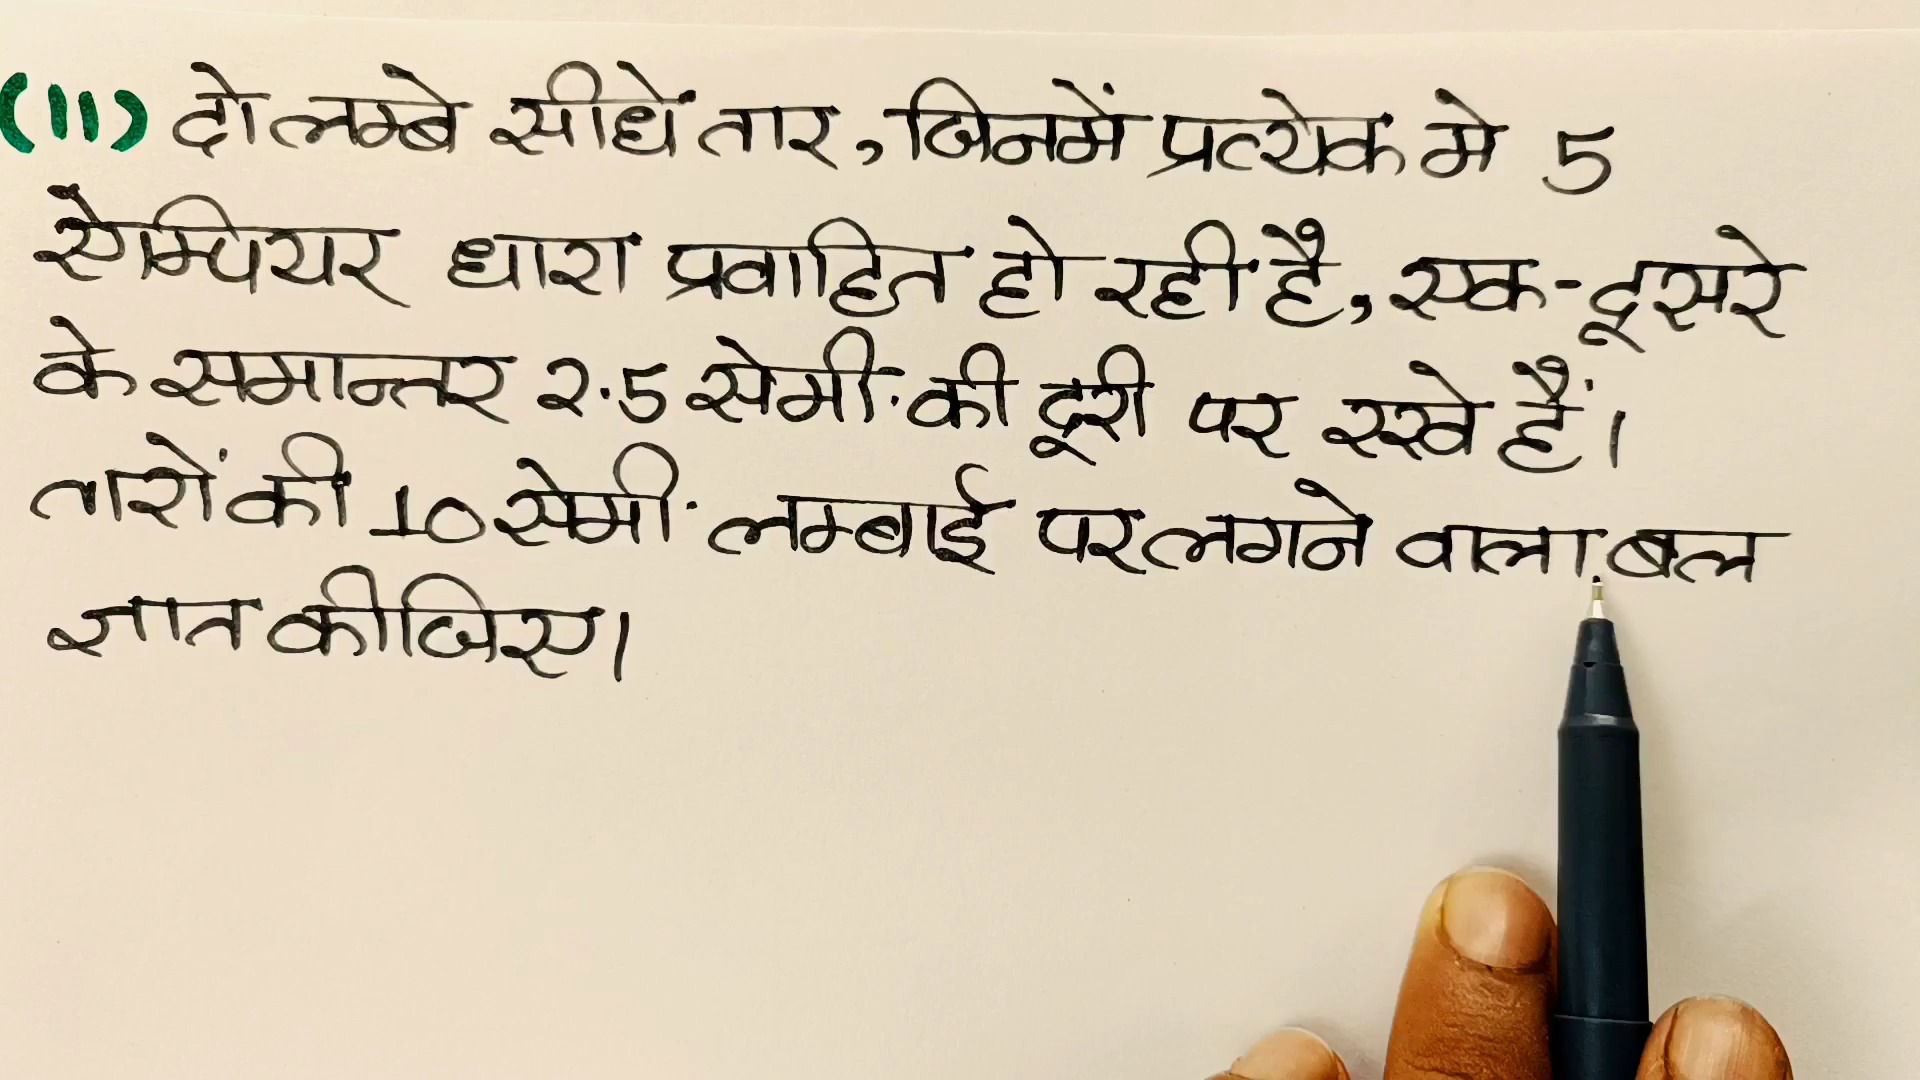 (11) दो लम्बे सीधें तार, जिनमें प्रत्येक मे 5
ऐम्पियर धारा प्रवाहित हो रही है, एक-दूसरे
के समान्तर 2.5 सेमी. की दूरी पर रखे हैं।
तारों की 10 सेमी. लम्बाई पर लगने वाला बल
ज्ञात कीजिए।